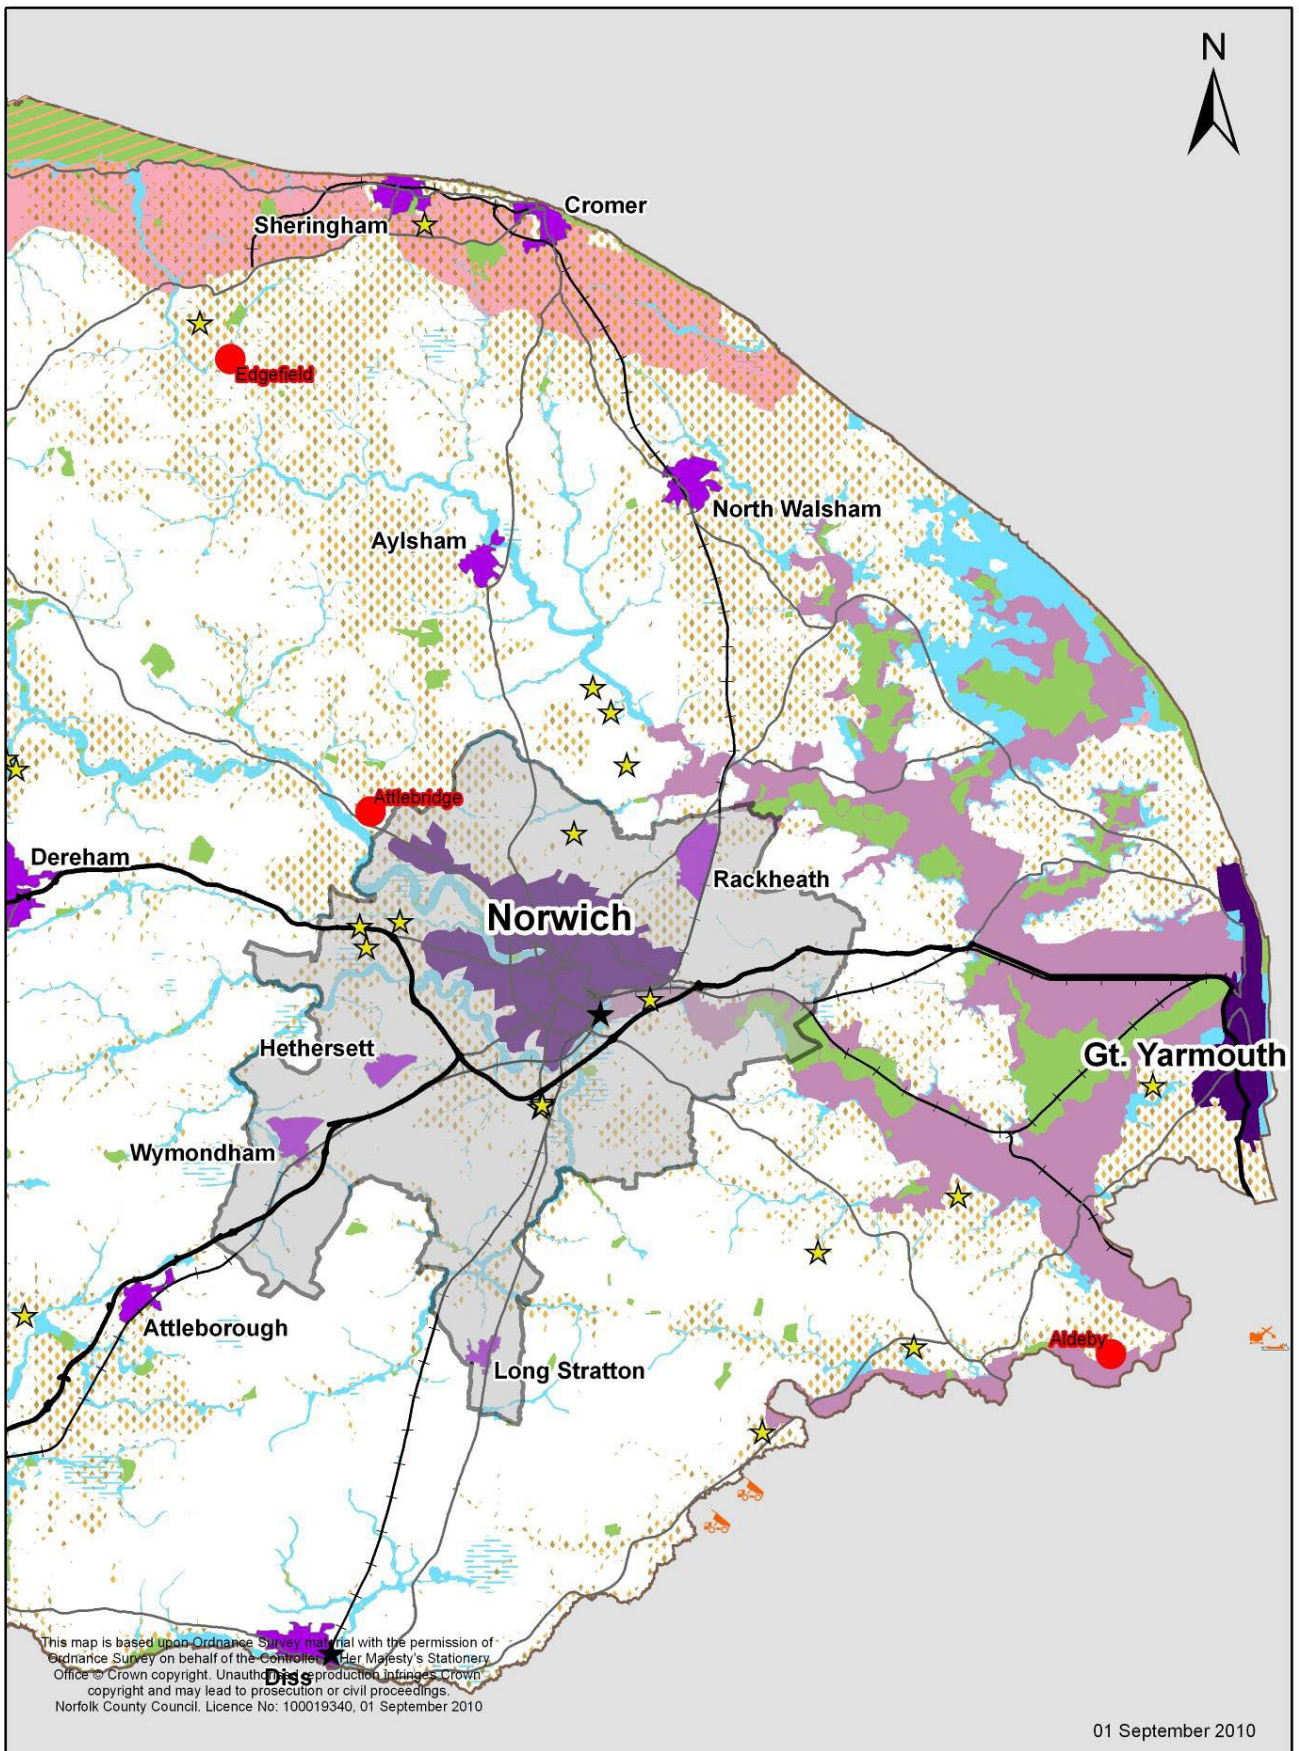 N
Cromer
Sheringham
Edgefield
North Walsham
Aylsham
Attlebridge
Dereham
Rackheath
Norwich
Hethersett
Gt. Yarmouth
Wymondham
Attleborough
Aldeby
Long Stratton
This map is based upon Ordnance Survey material with the permission of
Ordnance Survey on behalf of the Controller of Her Majesty's Stationery
Office © Crown copyright. Unauthorised reproduction infringes Crown
Diss
copyright and may lead to prosecution or civil proceedings.
Norfolk County Council. Licence No: 100019340, 01 September 2010
01 September 2010